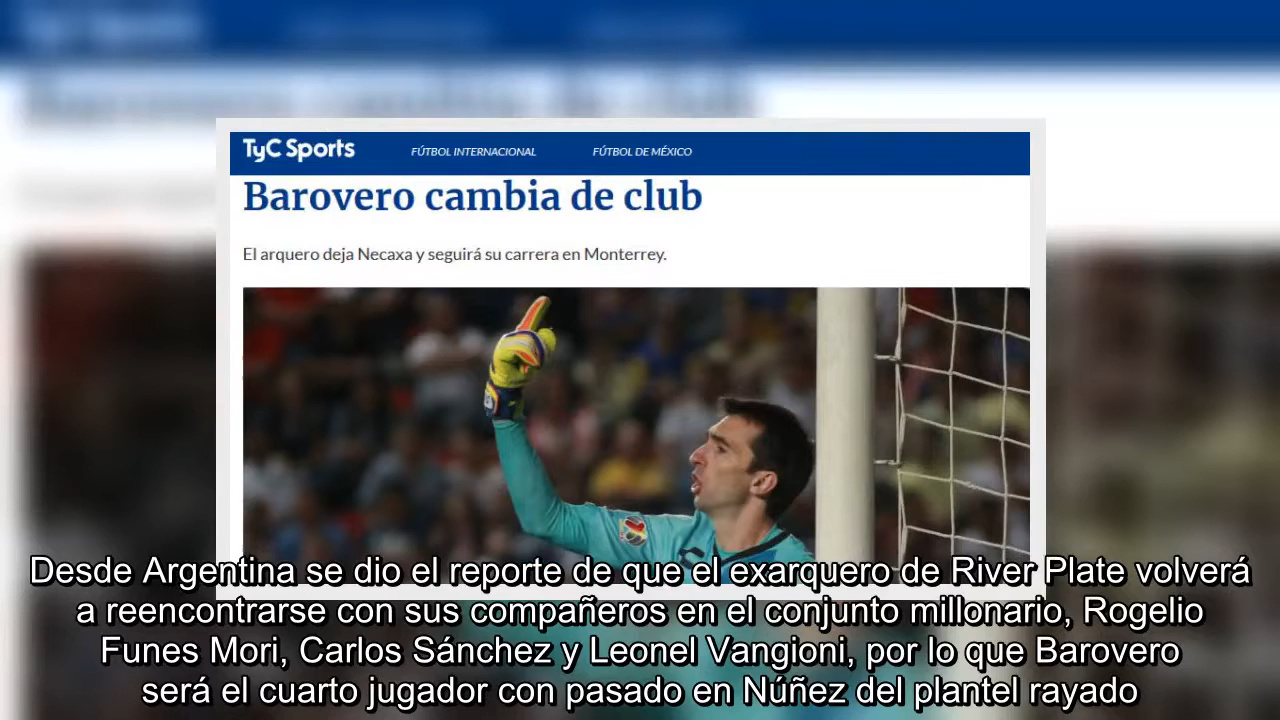 TyC Sports
FÚTBOL INTERNACIONAL
FÚTBOL DE MÉXICO
Barovero cambia de club
El arquero deja Necaxa y seguirá su carrera en Monterrey.
Desde Argentina se dio el reporte de que el exarquero de River Plate volverá
a reencontrarse con sus compañeros en el conjunto millonario, Rogelio
Funes Mori, Carlos Sánchez y Leonel Vangioni, por lo que Barovero
será el cuarto jugador con pasado en Núñez del plantel rayado